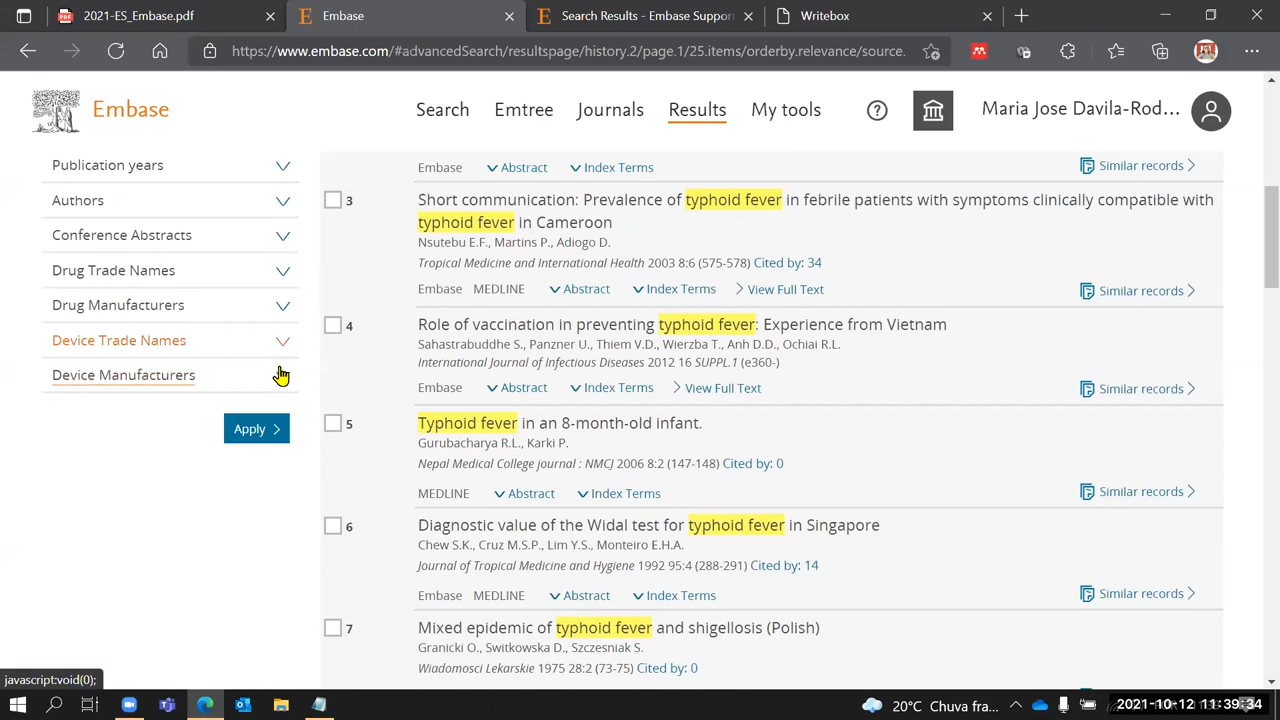 2021-ES_Embase.pdf
Embase
Search Results - Embase Suppor
Writebox
https://www.embase.com/#advancedSearch/resultspage/history.2/page.1/25.items/orderby.relevance/source.
Embase
Search
Emtree
Journals
Results
My tools
Maria Jose Davila-Rod...
Publication years
Authors
Conference Abstracts
Drug Trade Names
Drug Manufacturers
Device Trade Names
Device Manufacturers
Apply
Embase Abstract Index Terms Similar records
3 Short communication: Prevalence of typhoid fever in febrile patients with symptoms clinically compatible with
typhoid fever in Cameroon
Nsutebu E.F., Martins P., Adiogo D.
Tropical Medicine and International Health 2003 8:6 (575-578) Cited by: 34
Embase MEDLINE Abstract Index Terms View Full Text Similar records
4 Role of vaccination in preventing typhoid fever: Experience from Vietnam
Sahastrabuddhe S., Panzner U., Thiem V.D., Wierzba T., Anh D.D., Ochiai R.L.
International Journal of Infectious Diseases 2012 16 SUPPL.1 (e360-)
Embase Abstract Index Terms View Full Text Similar records
5 Typhoid fever in an 8-month-old infant.
Gurubacharya R.L., Karki P.
Nepal Medical College journal : NMCJ 2006 8:2 (147-148) Cited by: 0
MEDLINE Abstract Index Terms Similar records
6 Diagnostic value of the Widal test for typhoid fever in Singapore
Chew S.K., Cruz M.S.P., Lim Y.S., Monteiro E.H.A.
Journal of Tropical Medicine and Hygiene 1992 95:4 (288-291) Cited by: 14
Embase MEDLINE Abstract Index Terms Similar records
7 Mixed epidemic of typhoid fever and shigellosis (Polish)
Granicki O., Switkowska D., Szczesniak S.
Wiadomosci Lekarskie 1975 28:2 (73-75) Cited by: 0
javascript:void(0);
20°C Chuva fra...
2021-10-12 11:39:34